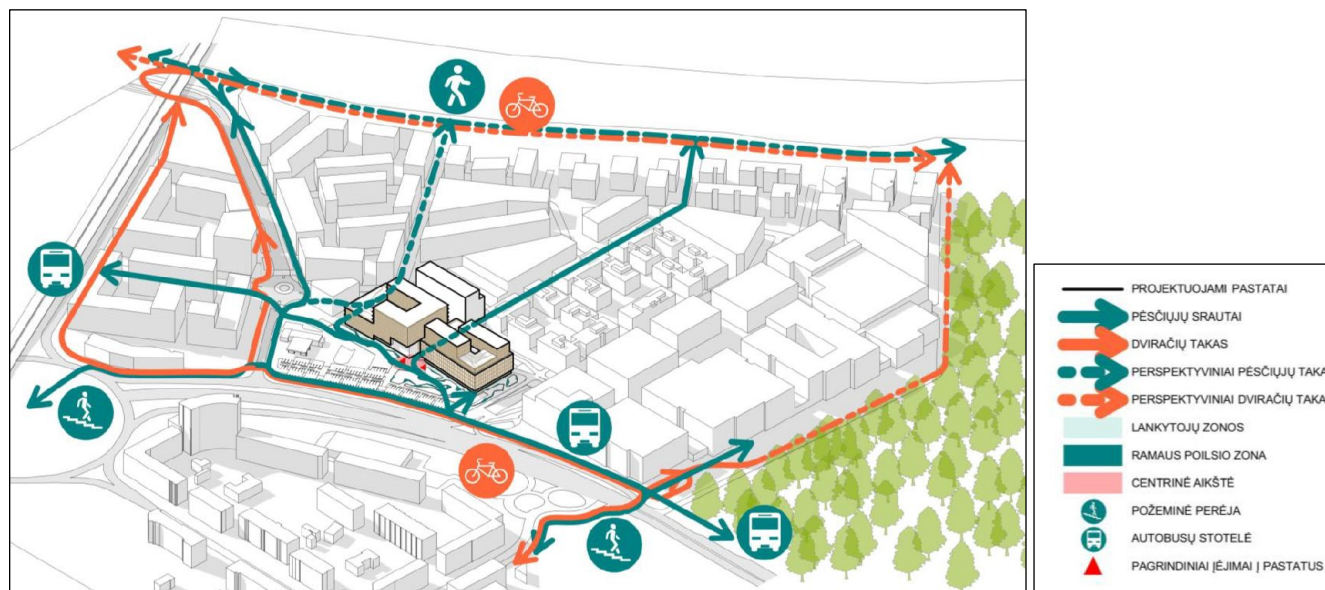 PROJEKTUOJAMI PASTATAI
PĖSČIŲJŲ SRAUTAI
DVIRAČIŲ TAKAS
PERSPEKTYVINIAI PĖSČIŲJŲ TAKA
PERSPEKTYVINIAI DVIRAČIŲ TAKA
LANKYTOJŲ ZONOS
RAMAUS POILSIO ZONA
CENTRINĖ AIKŠTĖ
POŽEMINĖ PERĖJA
AUTOBUSŲ STOTELĖ
PAGRINDINIAI ĮĖJIMAI Į PASTATUS